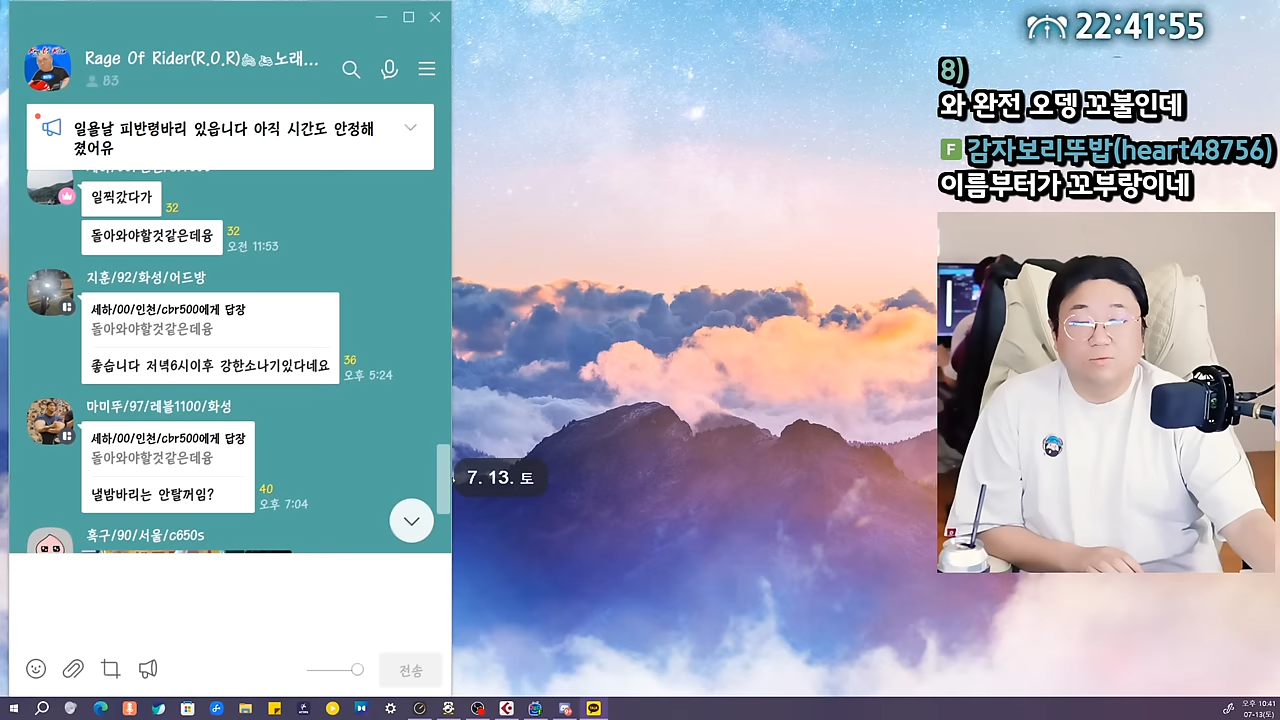 Rage Of Rider(R.O.R)🏍🏍노래...
83
일욜날 피반령바리 있읍니다 아직 시간도 안정해
졌어유
일찍갔다가
32
돌아와야할것같은데융
32
오전 11:53
지훈/92/화성/어드방
세하/00/인천/cbr500에게 답장
돌아와야할것같은데융
좋습니다 저녁6시이후 강한소나기있다네요
36
오후 5:24
마미뚜/97/레블1100/화성
세하/00/인천/cbr500에게 답장
돌아와야할것같은데융
낼밤바리는 안탈꺼임?
40
오후 7:04
흑구/90/서울/c650s
전송
7. 13. 토
22:41:55
8)
와 완전 오뎅 꼬불인데
F 감자보리뚜밥(heart48756)
이름부터가 꼬부랑이네
오후 10:41
07-13(토)